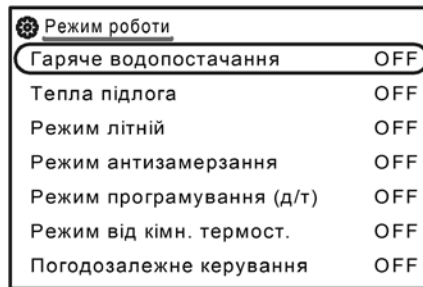 Режим роботи
Гаряче водопостачання OFF
Тепла підлога OFF
Режим літній OFF
Режим антизамерзання OFF
Режим програмування (д/т) OFF
Режим від кімн. термост. OFF
Погодозалежне керування OFF